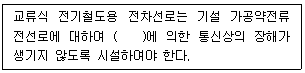 교류식 전기철도용 전차선로는 기설 가공약전류
전선로에 대하여 (    )에 의한 통신상의 장해가
생기지 않도록 시설하여야 한다.